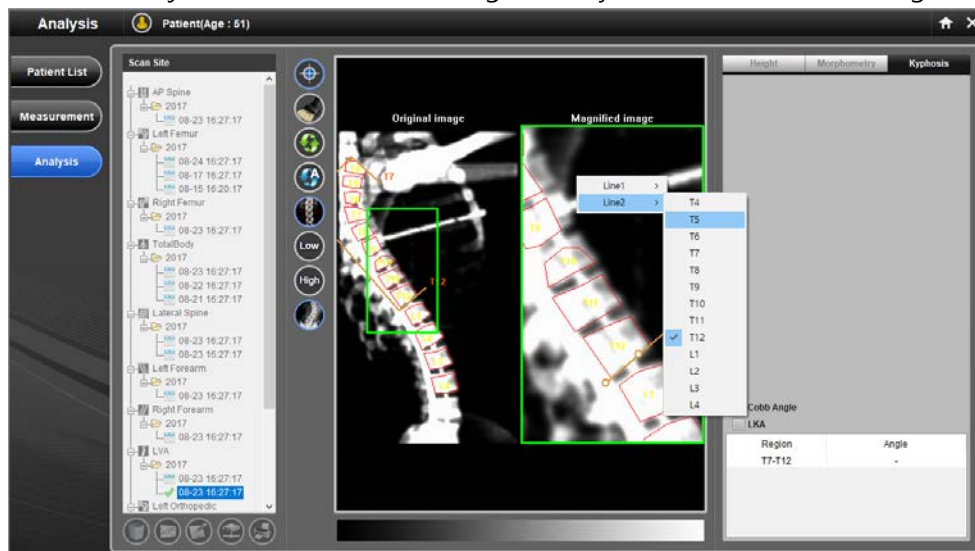 Analysis
Patient(Age : 51)
Patient List
Measurement
Analysis
Scan Site
AP Spine
2017
08-23 16:27:17
Left Femur
2017
08-24 16:27:17
08-17 16:27:17
08-15 16:20:17
Right Femur
2017
08-23 16:27:17
TotalBody
2017
08-23 16:27:17
08-22 16:27:17
08-21 16:27:17
Lateral Spine
2017
08-23 16:27:17
08-23 16:27:17
Left Forearm
2017
08-23 16:27:17
Right Forearm
2017
08-23 16:27:17
LVA
2017
08-23 16:27:17
08-23 16:27:17
Left Orthopedic
A
Low
High
Original image
T7
Magnified image
T10
T11
T12
L1
Line1
Line2
T4
T5
T6
T7
T8
T9
T10
T11
T12
L1
L2
L3
L4
Height
Morphometry
Kyphosis
Cobb Angle
LKA
Region
Angle
T7-T12
-